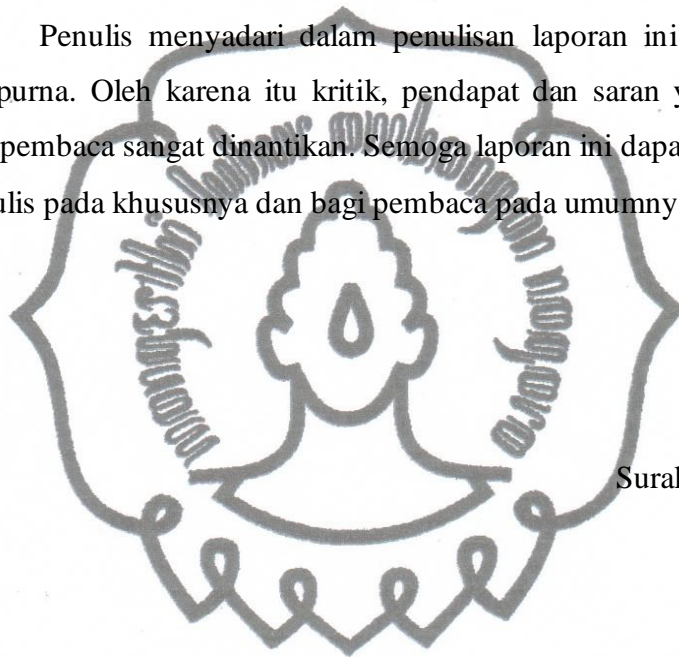 Penulis menyadari dalam penulisan laporan ini
purna. Oleh karena itu kritik, pendapat dan saran y
pembaca sangat dinantikan. Semoga laporan ini dapa
ulis pada khususnya dan bagi pembaca pada umumny
Sural